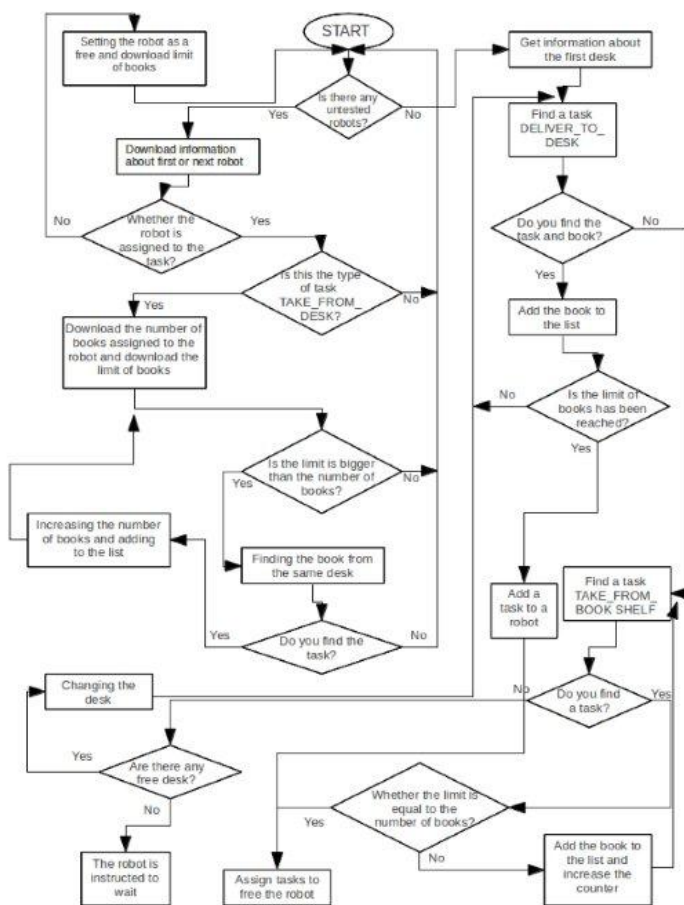 START
Setting the robot as a
free and download limit
of books
Get information about
the first desk
Is there any
untested
robots?
Yes
No
Find a task
DELIVER_TO_
DESK
Download information
about first or next robot
No
Whether the
robot is
assigned to the
task?
Yes
Do you find the
task and book?
No
Yes
Is this the type
of task
TAKE_FROM_
DESK?
Yes
No
Add the book to
the list
Download the number of
books assigned to the
robot and download the
limit of books
No
Is the limit of
books has been
reached?
Yes
Is the limit is bigger
than the number of
books?
Yes
No
Increasing the number
of books and adding
to the list
Finding the book from
the same desk
Add a
task to a
robot
Find a task
TAKE_FROM_
BOOK SHELF
Yes
Do you find the
task?
No
Changing the
desk
No
Do you find
a task?
Yes
Yes
Are there any
free desk?
No
Whether the limit is
equal to the
number of books?
Yes
No
The robot is
instructed to
wait
Assign tasks to
free the robot
Add the book to
the list and
increase the
counter